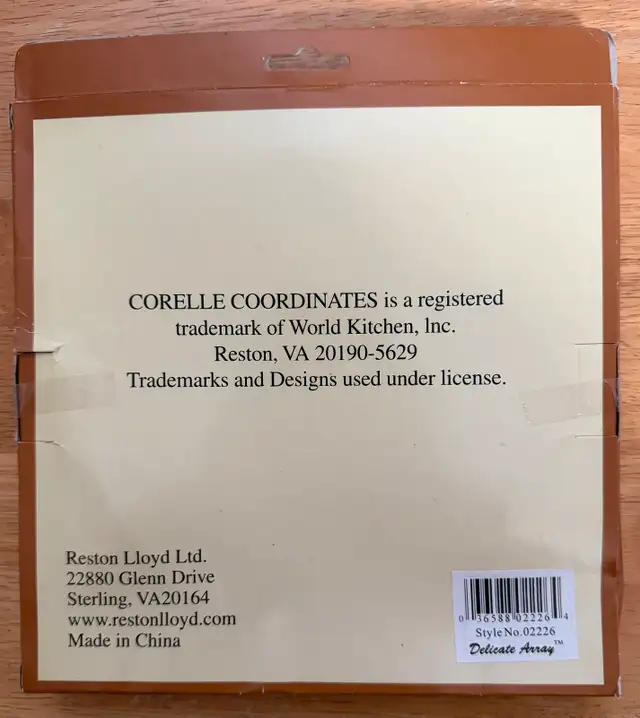 CORELLE COORDINATES is a registered
trademark of World Kitchen, lnc.
Reston, VA 20190-5629
Trademarks and Designs used under license.
Reston Lloyd Ltd.
22880 Glenn Drive
Sterling, VA20164
www.restonlloyd.com
Made in China
0 36588 02226 4
Style No. 02226
Delicate Array™